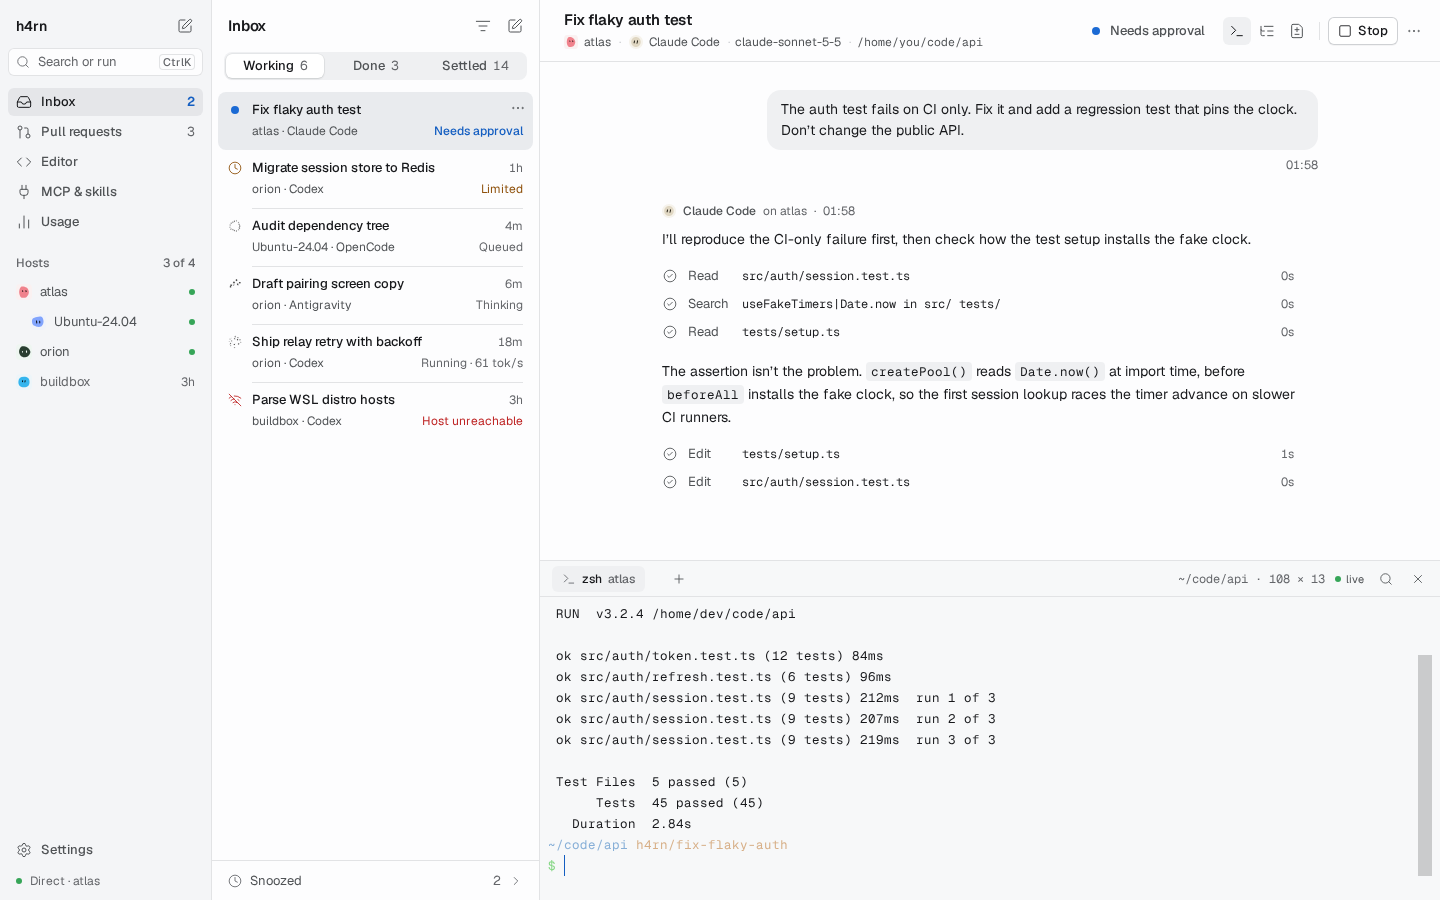 h4rn
Search or run CtrlK
Inbox 2
Pull requests 3
Editor
MCP & skills
Usage
Hosts 3 of 4
atlas
Ubuntu-24.04
orion
buildbox 3h
Settings
Direct · atlas
Inbox
Working 6 Done 3 Settled 14
Fix flaky auth test ···
atlas · Claude Code Needs approval
Migrate session store to Redis 1h
orion · Codex Limited
Audit dependency tree 4m
Ubuntu-24.04 · OpenCode Queued
Draft pairing screen copy 6m
orion · Antigravity Thinking
Ship relay retry with backoff 18m
orion · Codex Running · 61 tok/s
Parse WSL distro hosts 3h
buildbox · Codex Host unreachable
Snoozed 2
Fix flaky auth test
atlas · Claude Code · claude-sonnet-5-5 · /home/you/code/api
Needs approval Stop ···
The auth test fails on CI only. Fix it and add a regression test that pins the clock.
Don’t change the public API.
01:58
Claude Code on atlas · 01:58
I’ll reproduce the CI-only failure first, then check how the test setup installs the fake clock.
Read src/auth/session.test.ts 0s
Search useFakeTimers|Date.now in src/ tests/ 0s
Read tests/setup.ts 0s
The assertion isn’t the problem. createPool() reads Date.now() at import time, before
beforeAll installs the fake clock, so the first session lookup races the timer advance on slower
CI runners.
Edit tests/setup.ts 1s
Edit src/auth/session.test.ts 0s
zsh atlas + ~/code/api · 108 × 13 live
RUN v3.2.4 /home/dev/code/api
ok src/auth/token.test.ts (12 tests) 84ms
ok src/auth/refresh.test.ts (6 tests) 96ms
ok src/auth/session.test.ts (9 tests) 212ms run 1 of 3
ok src/auth/session.test.ts (9 tests) 207ms run 2 of 3
ok src/auth/session.test.ts (9 tests) 219ms run 3 of 3
Test Files 5 passed (5)
Tests 45 passed (45)
Duration 2.84s
~/code/api h4rn/fix-flaky-auth
$